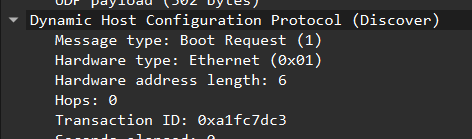 UDP payload (302 bytes)
Dynamic Host Configuration Protocol (Discover)
Message type: Boot Request (1)
Hardware type: Ethernet (0x01)
Hardware address length: 6
Hops: 0
Transaction ID: 0xa1fc7dc3
Seconds elapsed: 0